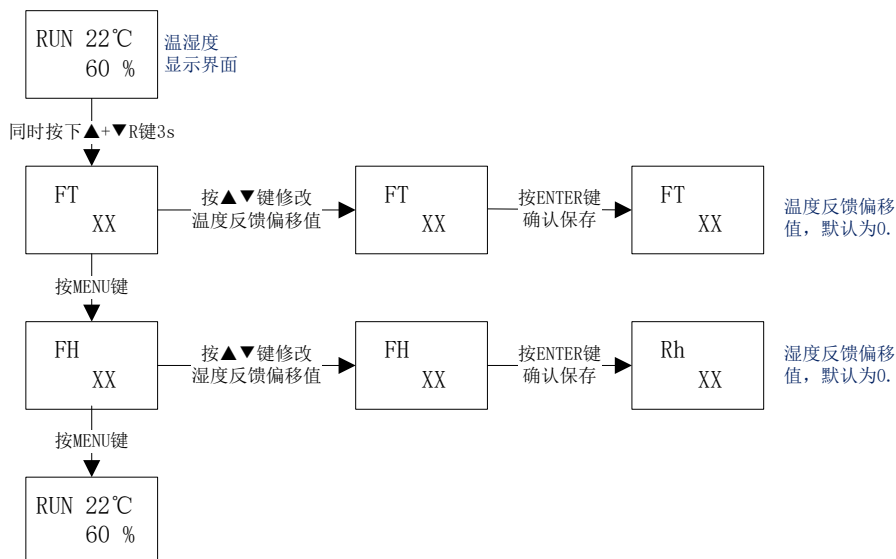 RUN 22℃
60 %
温湿度
显示界面
同时按下▲+▼R键3s
FT
XX
按▲▼键修改
温度反馈偏移值
FT
XX
按ENTER键
确认保存
FT
XX
温度反馈偏移
值，默认为0.
按MENU键
FH
XX
按▲▼键修改
湿度反馈偏移值
FH
XX
按ENTER键
确认保存
Rh
XX
湿度反馈偏移
值，默认为0.
按MENU键
RUN 22℃
60 %